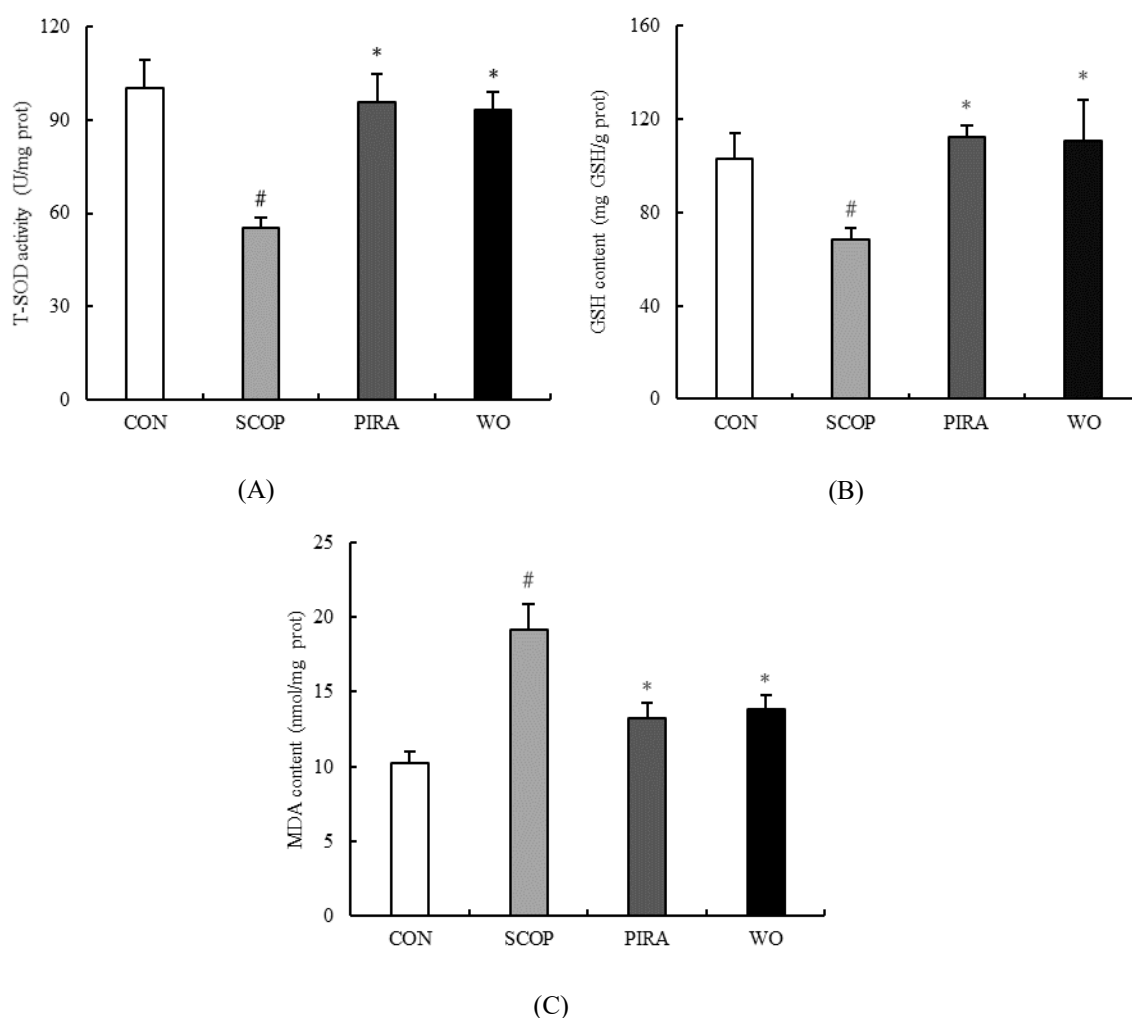 T-SOD activity (U/mg prot)
120
90
60
30
0
#
*
*
CON SCOP PIRA WO
(A)
GSH content (mg GSH/g prot)
160
120
80
40
0
#
*
*
CON SCOP PIRA WO
(B)
MDA content (nmol/mg prot)
25
20
15
10
5
0
#
*
*
CON SCOP PIRA WO
(C)